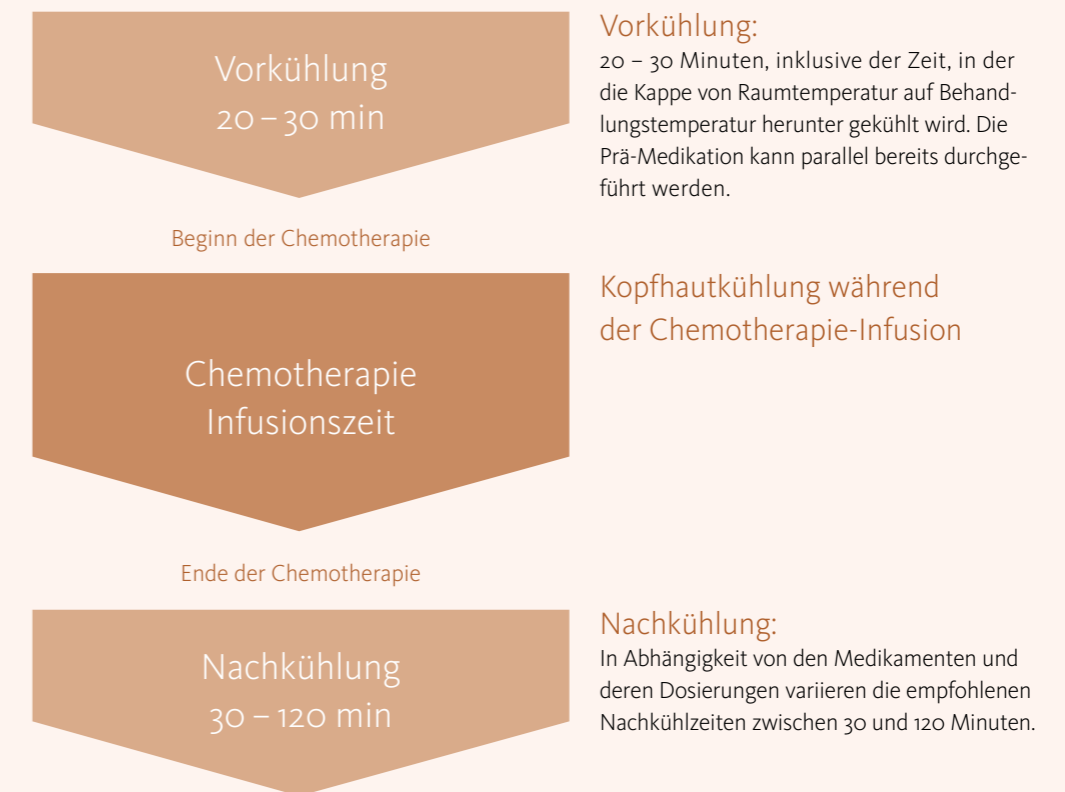 Vorkühlung
20 – 30 min
Vorkühlung:
20 – 30 Minuten, inklusive der Zeit, in der
die Kappe von Raumtemperatur auf Behand-
lungstemperatur herunter gekühlt wird. Die
Prä-Medikation kann parallel bereits durchge-
führt werden.
Beginn der Chemotherapie
Chemotherapie
Infusionszeit
Kopfhautkühlung während
der Chemotherapie-Infusion
Ende der Chemotherapie
Nachkühlung
30 – 120 min
Nachkühlung:
In Abhängigkeit von den Medikamenten und
deren Dosierungen variieren die empfohlenen
Nachkühlzeiten zwischen 30 und 120 Minuten.